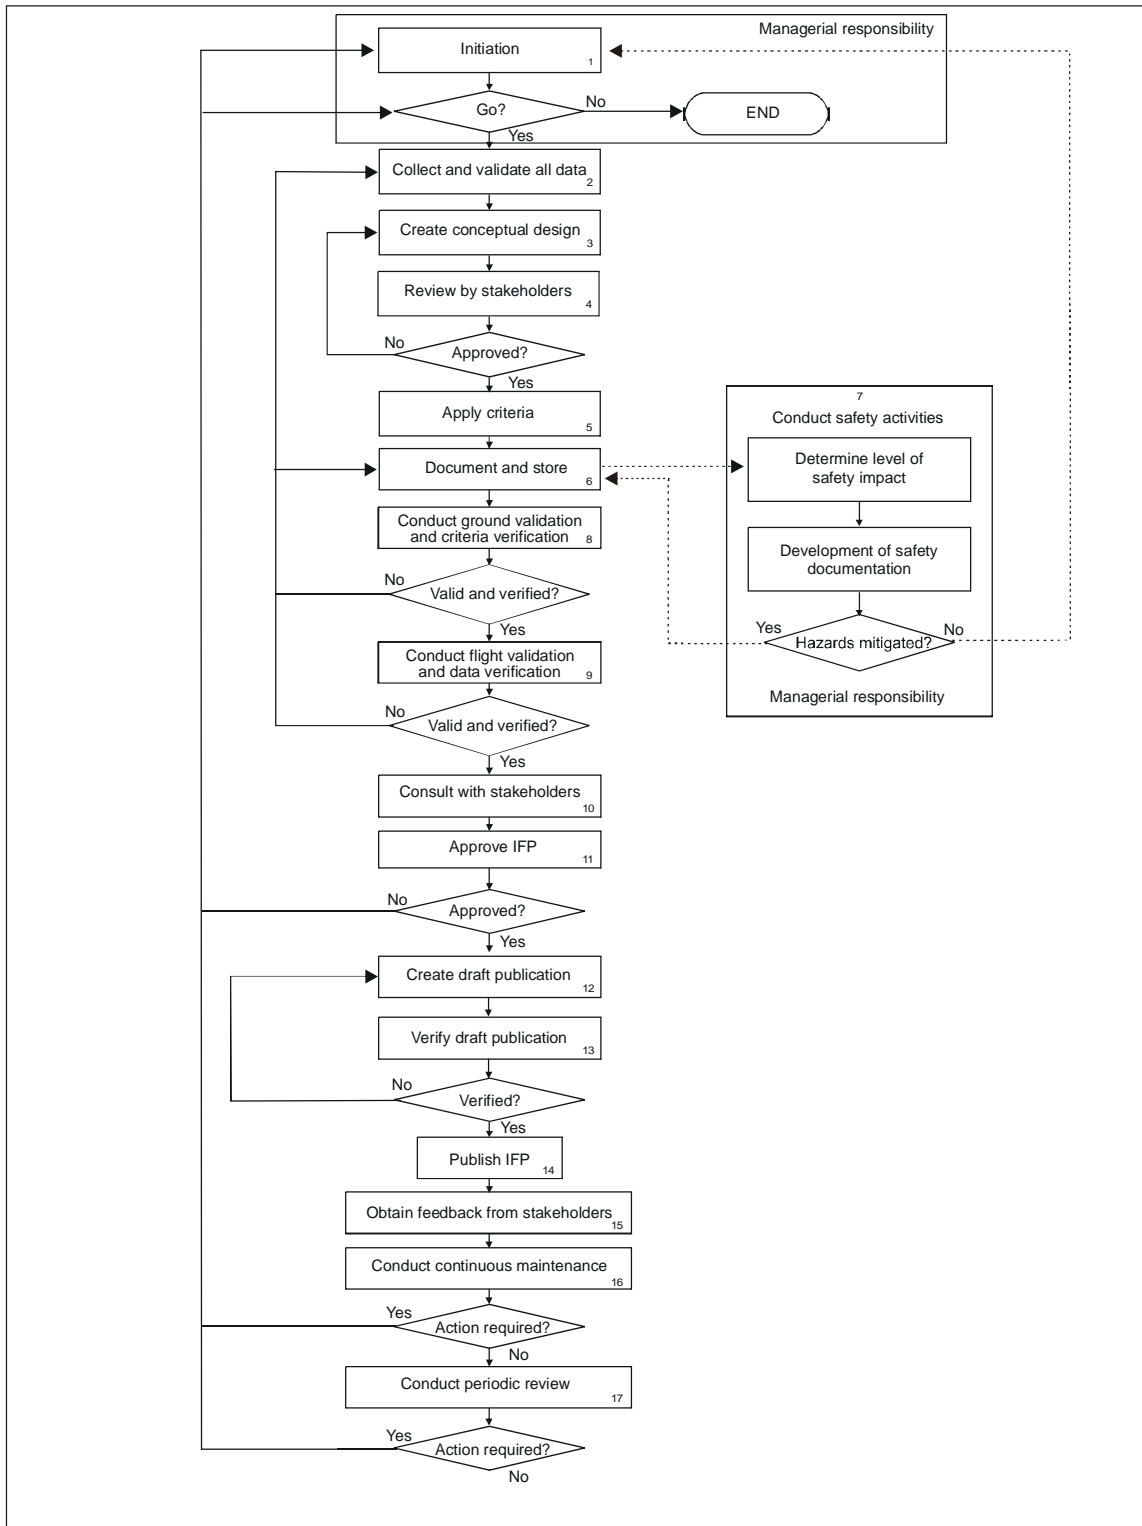 Managerial responsibility
Initiation
1
Go?
No
END
Yes
Collect and validate all data
2
Create conceptual design
3
Review by stakeholders
4
No
Approved?
Yes
Apply criteria
5
Document and store
6
7
Conduct safety activities
Determine level of
safety impact
Development of safety
documentation
Yes
Hazards mitigated?
No
Managerial responsibility
Conduct ground validation
and criteria verification
8
No
Valid and verified?
Yes
Conduct flight validation
and data verification
9
No
Valid and verified?
Yes
Consult with stakeholders
10
Approve IFP
11
No
Approved?
Yes
Create draft publication
12
Verify draft publication
13
No
Verified?
Yes
Publish IFP
14
Obtain feedback from stakeholders
15
Conduct continuous maintenance
16
Yes
Action required?
No
Conduct periodic review
17
Yes
Action required?
No